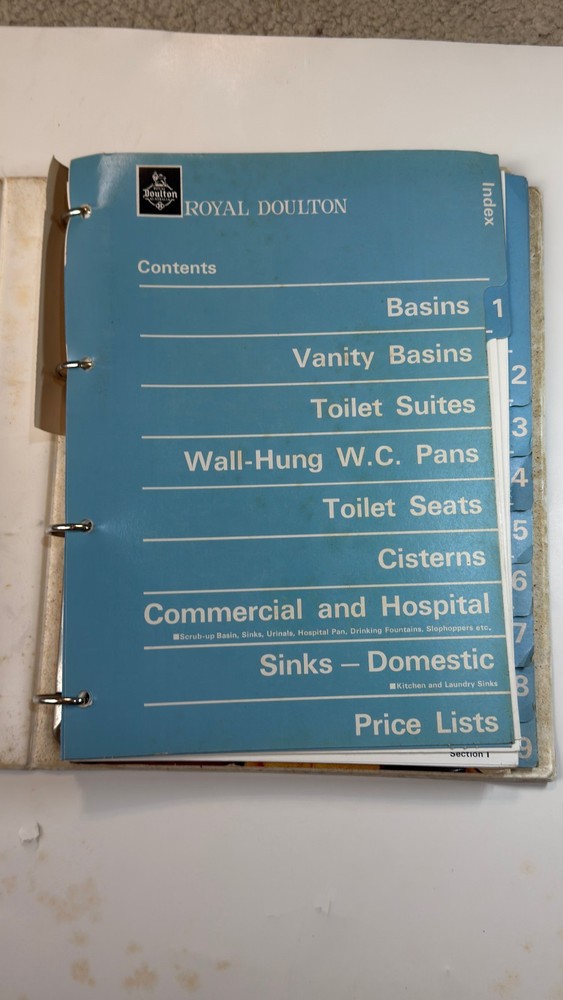 Doulton
ROYAL DOULTON
Index
Contents
Basins 1
Vanity Basins
2
Toilet Suites
3
Wall-Hung W.C. Pans
4
Toilet Seats
5
Cisterns
6
Commercial and Hospital
■Scrub-up Basin, Sinks, Urinals, Hospital Pan, Drinking Fountains, Slophoppers etc.
7
Sinks – Domestic
■Kitchen and Laundry Sinks
8
Price Lists
9
Section 1